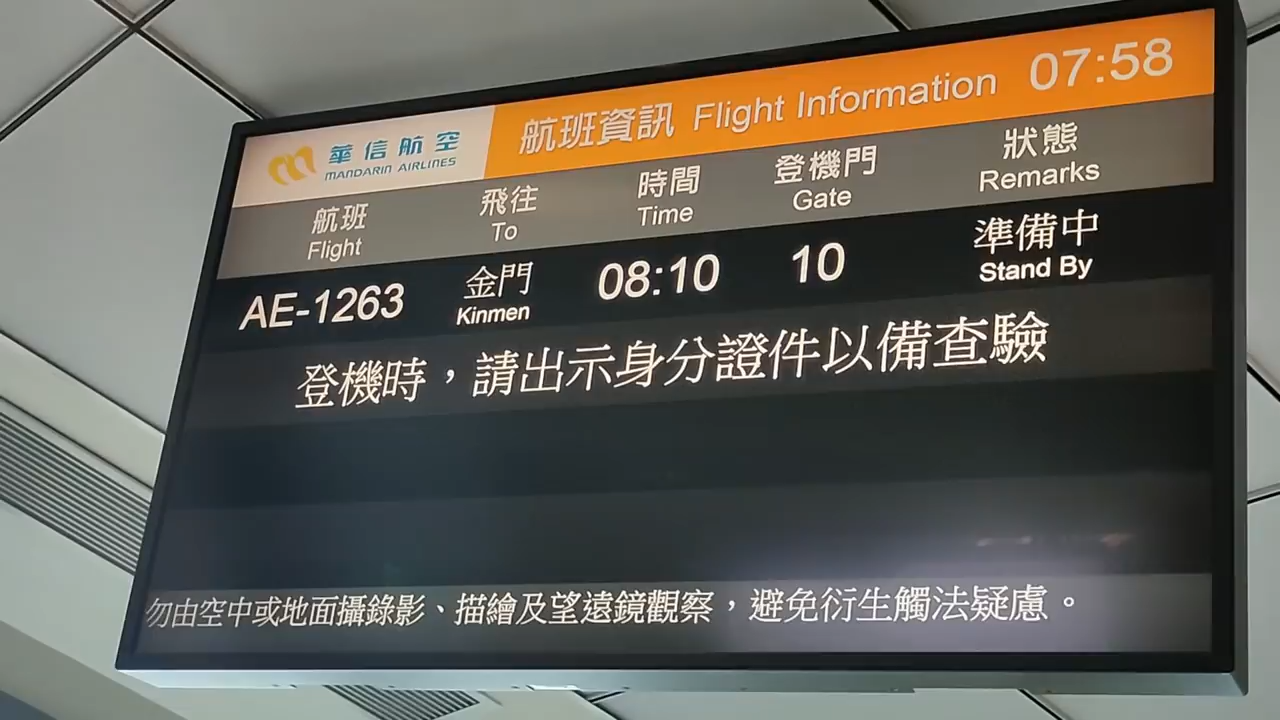 華信航空
MANDARIN AIRLINES
航班資訊 Flight Information 07:58
航班 飛往 時間 登機門 狀態
Flight To Time Gate Remarks
AE-1263 金門 08:10 10 準備中
Kinmen Stand By
登機時，請出示身分證件以備查驗
勿由空中或地面攝錄影、描繪及望遠鏡觀察，避免衍生觸法疑慮。